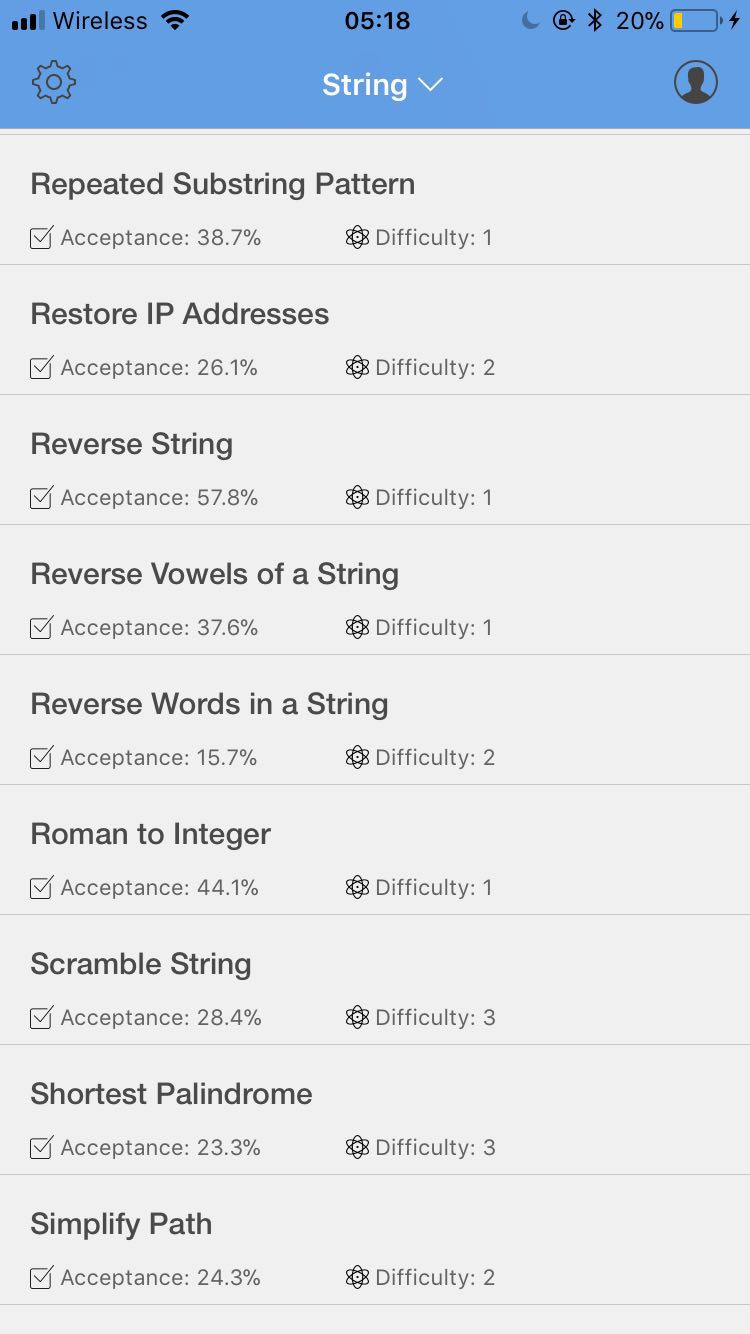 Wireless 05:18 20%
String
Repeated Substring Pattern
Acceptance: 38.7% Difficulty: 1
Restore IP Addresses
Acceptance: 26.1% Difficulty: 2
Reverse String
Acceptance: 57.8% Difficulty: 1
Reverse Vowels of a String
Acceptance: 37.6% Difficulty: 1
Reverse Words in a String
Acceptance: 15.7% Difficulty: 2
Roman to Integer
Acceptance: 44.1% Difficulty: 1
Scramble String
Acceptance: 28.4% Difficulty: 3
Shortest Palindrome
Acceptance: 23.3% Difficulty: 3
Simplify Path
Acceptance: 24.3% Difficulty: 2